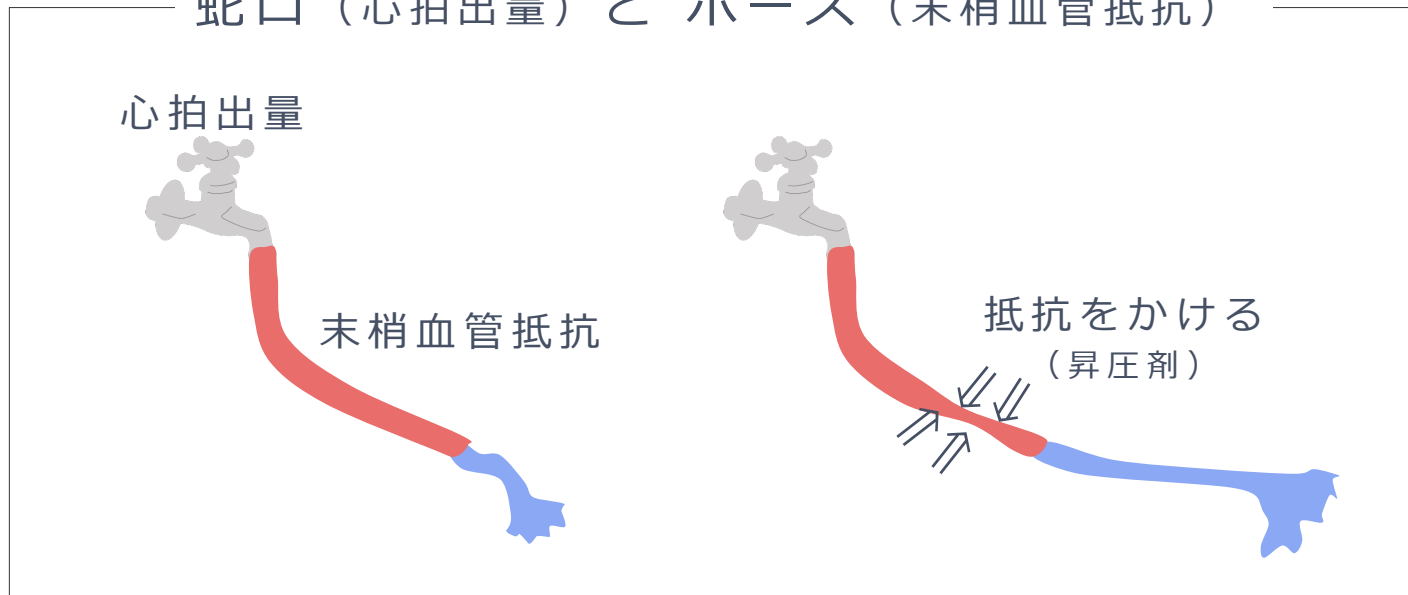 蛇口（心拍出量）と ホース（末梢血管抵抗）
心拍出量
末梢血管抵抗
抵抗をかける
（昇圧剤）